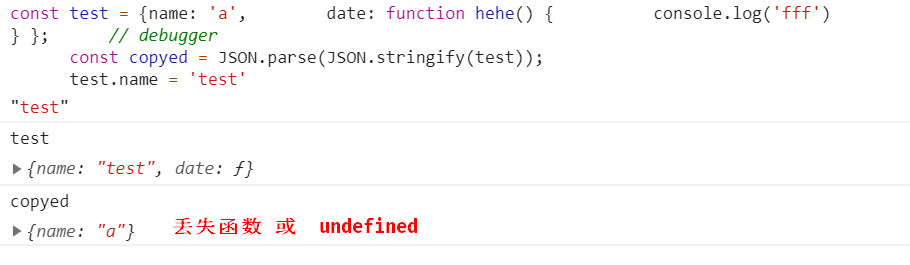 const test = {name: 'a',        date: function hehe() {          console.log('fff')
} };      // debugger
const copyed = JSON.parse(JSON.stringify(test));
test.name = 'test'
"test"
test
▶{name: "test", date: ƒ}
copyed
▶{name: "a"}    丢失函数 或  undefined